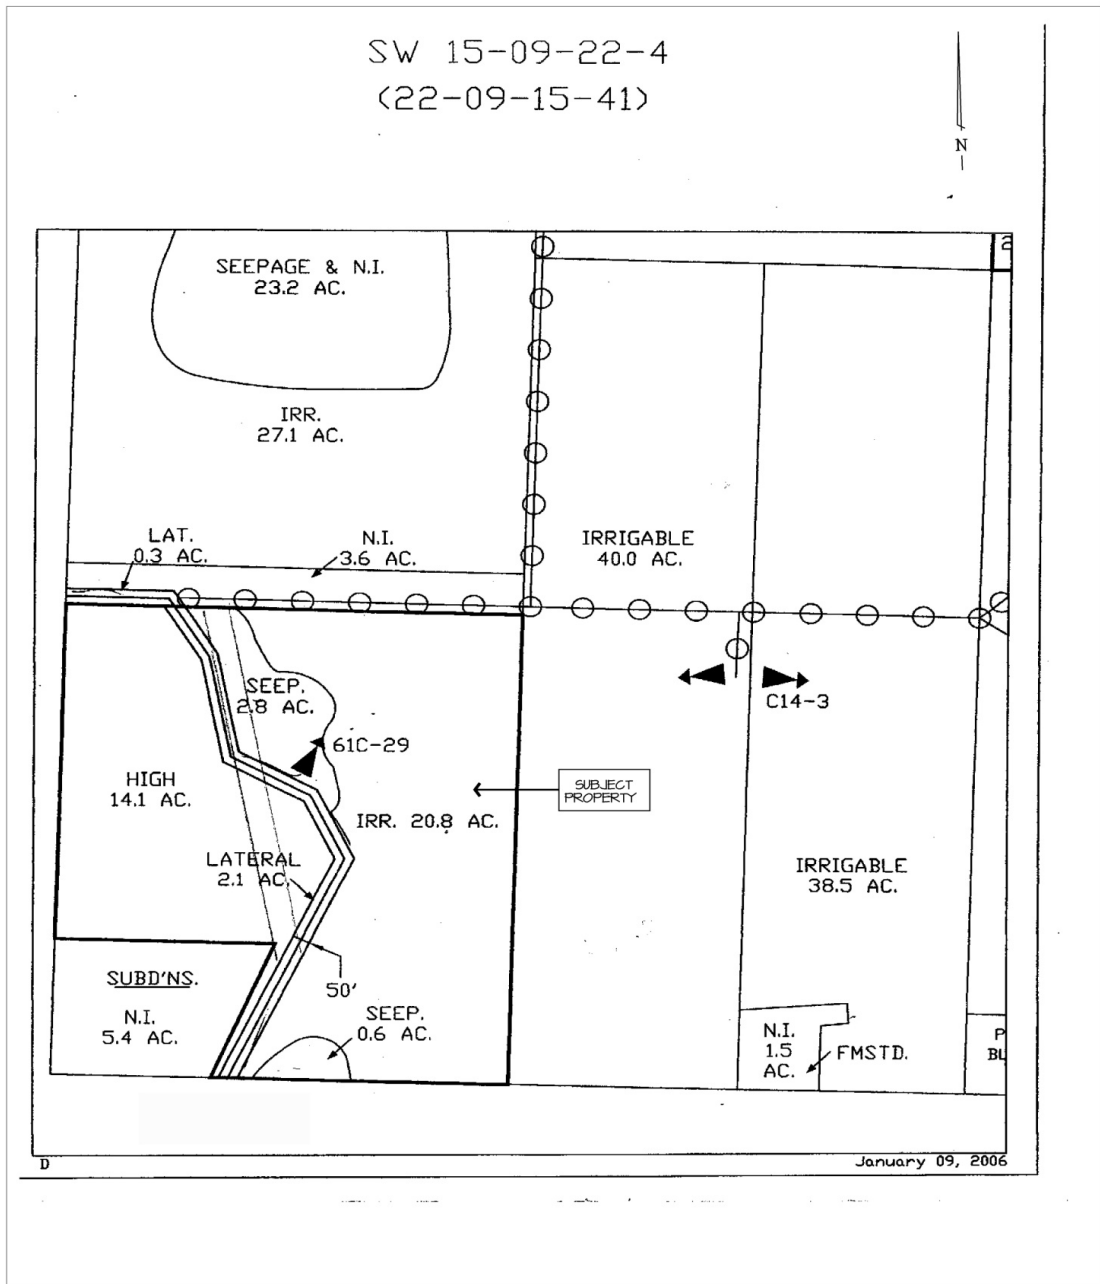 SW 15-09-22-4
(22-09-15-41)
N
2
SEEPAGE & N.I.
23.2 AC.
IRR.
27.1 AC.
LAT.
0.3 AC.
N.I.
3.6 AC.
IRRIGABLE
40.0 AC.
SEEP.
2.8 AC.
C14-3
61C-29
HIGH
14.1 AC.
SUBJECT
PROPERTY
IRR. 20.8 AC.
LATERAL
2.1 AC.
IRRIGABLE
38.5 AC.
SUBD'NS.
50'
N.I.
5.4 AC.
SEEP.
0.6 AC.
N.I.
1.5
AC.
FMSTD.
P
BL
D
January 09, 2006